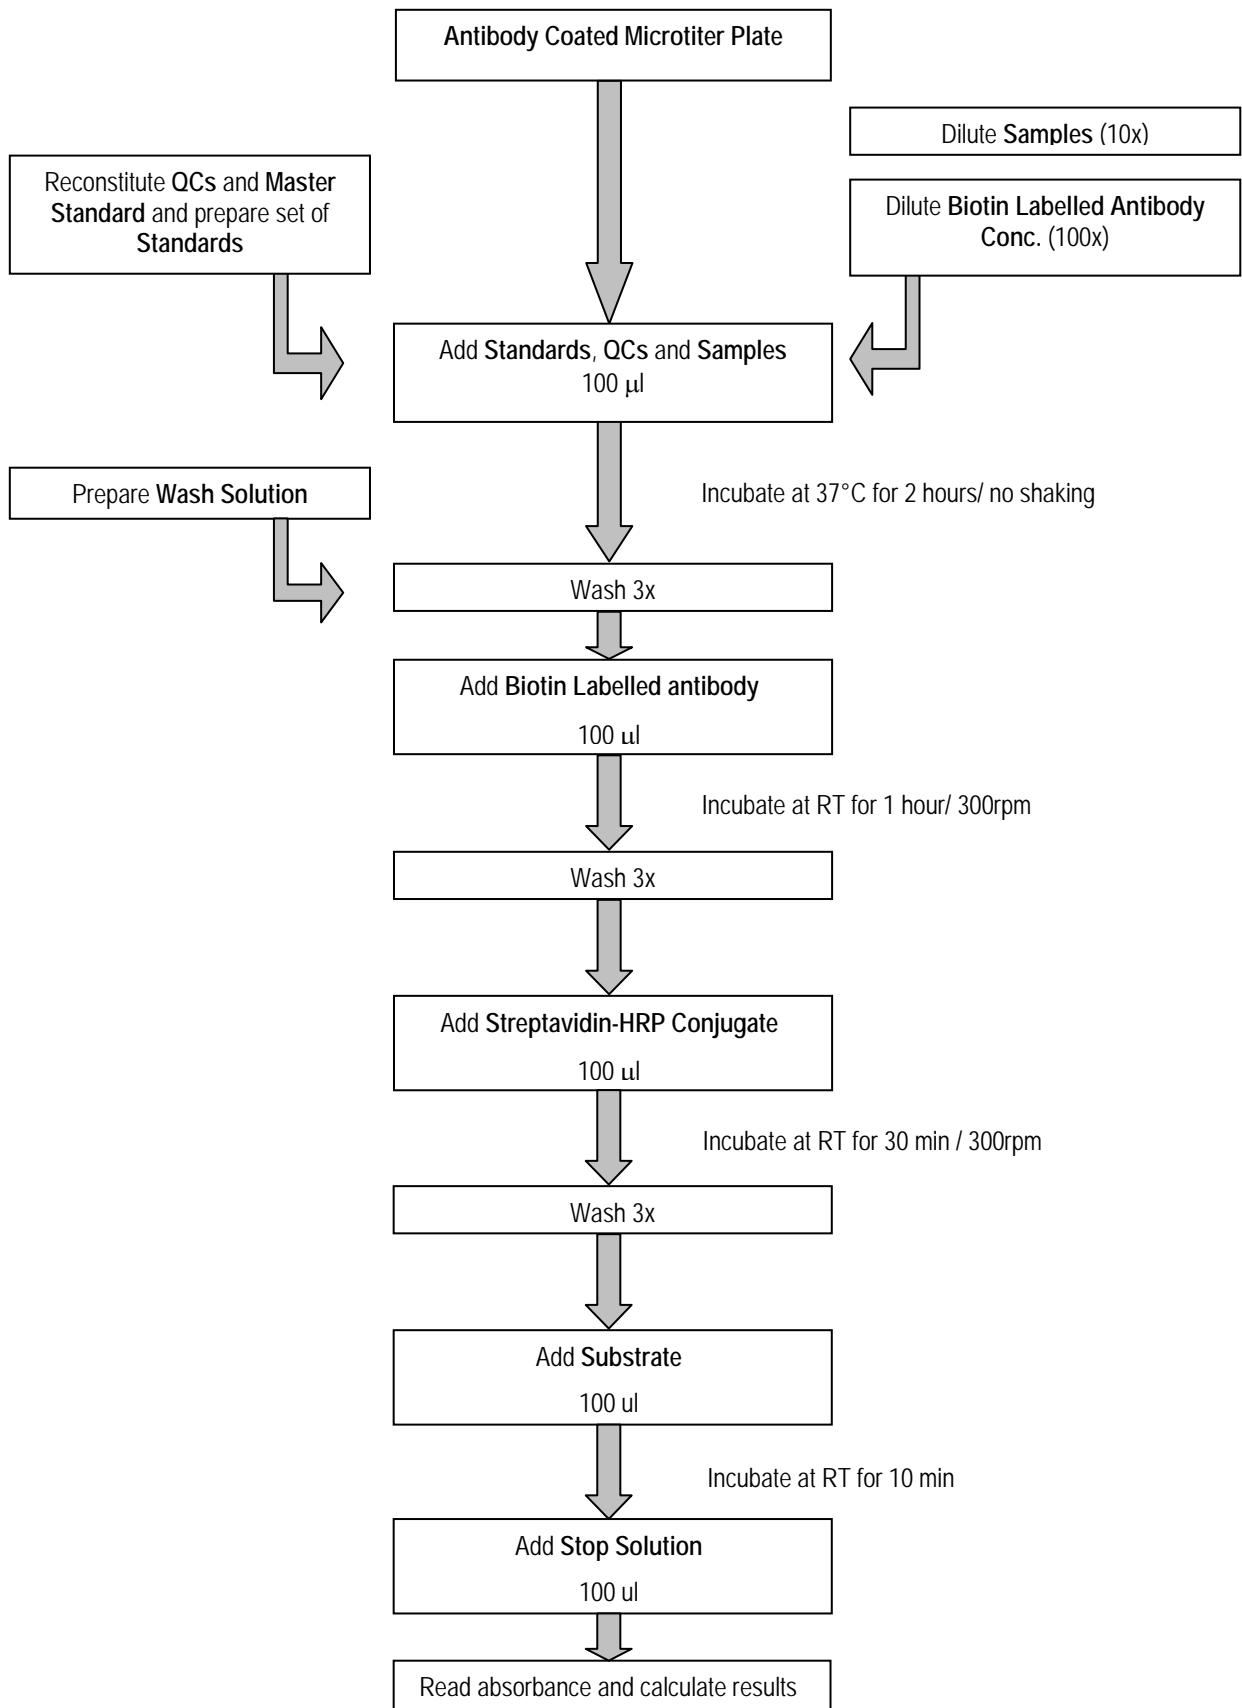 Antibody Coated Microtiter Plate
Dilute Samples (10x)
Reconstitute QCs and Master
Standard and prepare set of
Standards
Dilute Biotin Labelled Antibody
Conc. (100x)
Add Standards, QCs and Samples
100 µl
Incubate at 37°C for 2 hours/ no shaking
Prepare Wash Solution
Wash 3x
Add Biotin Labelled antibody
100 µl
Incubate at RT for 1 hour/ 300rpm
Wash 3x
Add Streptavidin-HRP Conjugate
100 µl
Incubate at RT for 30 min / 300rpm
Wash 3x
Add Substrate
100 ul
Incubate at RT for 10 min
Add Stop Solution
100 ul
Read absorbance and calculate results